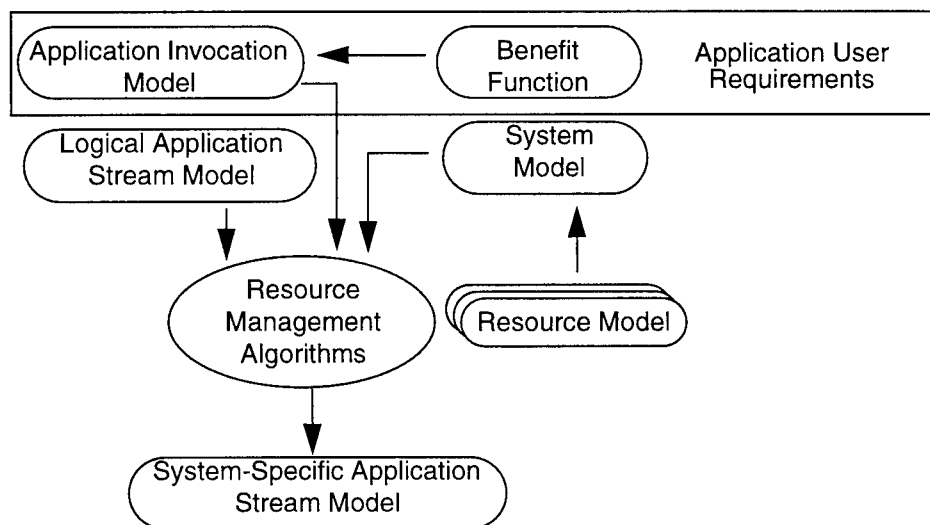 Application Invocation
Model
Benefit
Function
Application User
Requirements
Logical Application
Stream Model
System
Model
Resource
Management
Algorithms
Resource Model
System-Specific Application
Stream Model